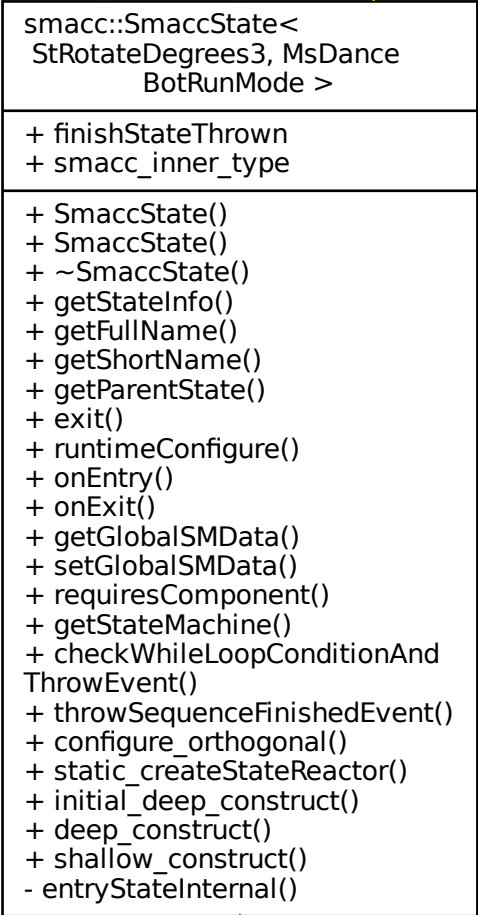 smacc::SmaccState<
StRotateDegrees3, MsDance
BotRunMode >
+ finishStateThrown
+ smacc_inner_type
+ SmaccState()
+ SmaccState()
+ ~SmaccState()
+ getStateInfo()
+ getFullName()
+ getShortName()
+ getParentState()
+ exit()
+ runtimeConfigure()
+ onEntry()
+ onExit()
+ getGlobalSMData()
+ setGlobalSMData()
+ requiresComponent()
+ getStateMachine()
+ checkWhileLoopConditionAnd
ThrowEvent()
+ throwSequenceFinishedEvent()
+ configure_orthogonal()
+ static_createStateReactor()
+ initial_deep_construct()
+ deep_construct()
+ shallow_construct()
- entryStateInternal()